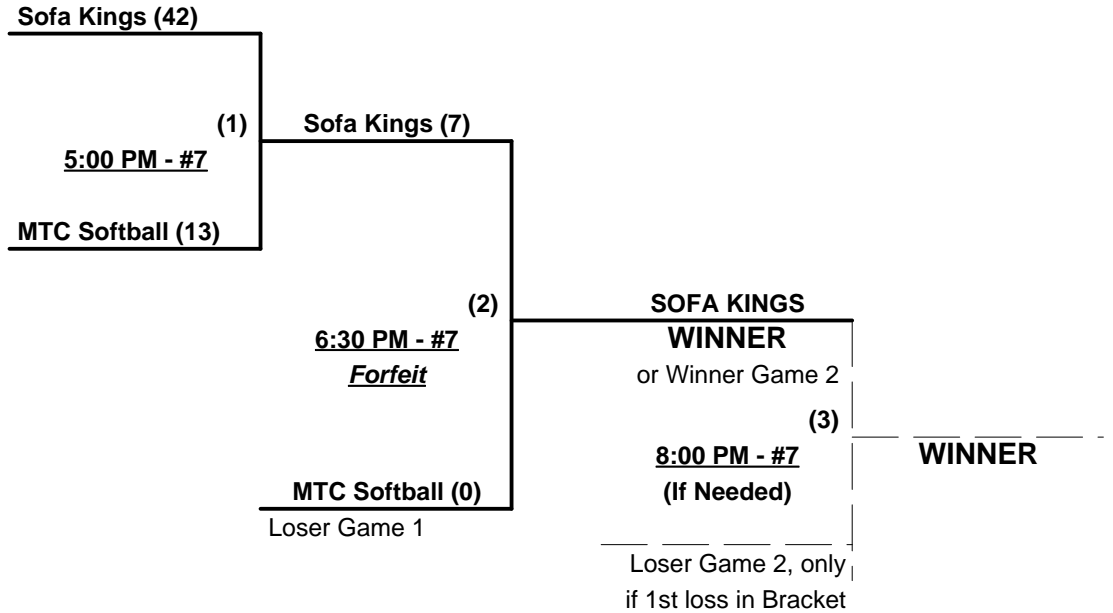 Sofa Kings (42)
(1)
Sofa Kings (7)
5:00 PM - #7
MTC Softball (13)
(2)
SOFA KINGS
6:30 PM - #7
WINNER
Forfeit
or Winner Game 2
(3)
8:00 PM - #7
WINNER
(If Needed)
MTC Softball (0)
Loser Game 1
Loser Game 2, only
if 1st loss in Bracket